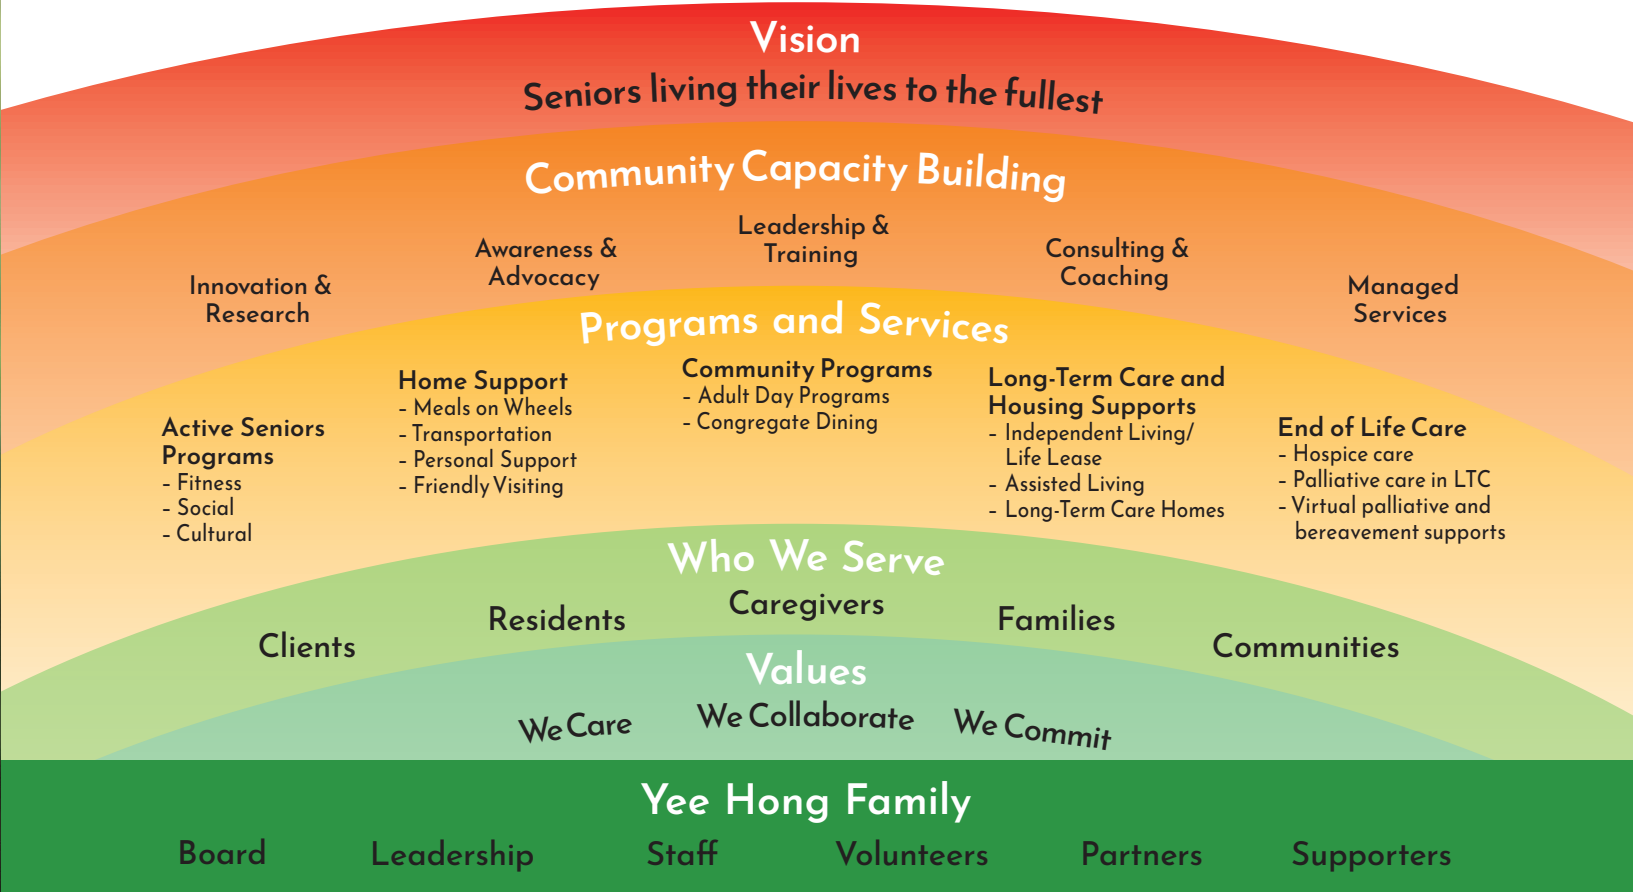 Vision
Seniors living their lives to the fullest
Community Capacity Building
Innovation &
Research
Awareness &
Advocacy
Leadership &
Training
Consulting &
Coaching
Managed
Services
Programs and Services
Active Seniors
Programs
- Fitness
- Social
- Cultural
Home Support
- Meals on Wheels
- Transportation
- Personal Support
- Friendly Visiting
Community Programs
- Adult Day Programs
- Congregate Dining
Long-Term Care and
Housing Supports
- Independent Living/
Life Lease
- Assisted Living
- Long-Term Care Homes
End of Life Care
- Hospice care
- Palliative care in LTC
- Virtual palliative and
bereavement supports
Who We Serve
Clients
Residents
Caregivers
Families
Communities
Values
We Care
We Collaborate
We Commit
Yee Hong Family
Board
Leadership
Staff
Volunteers
Partners
Supporters